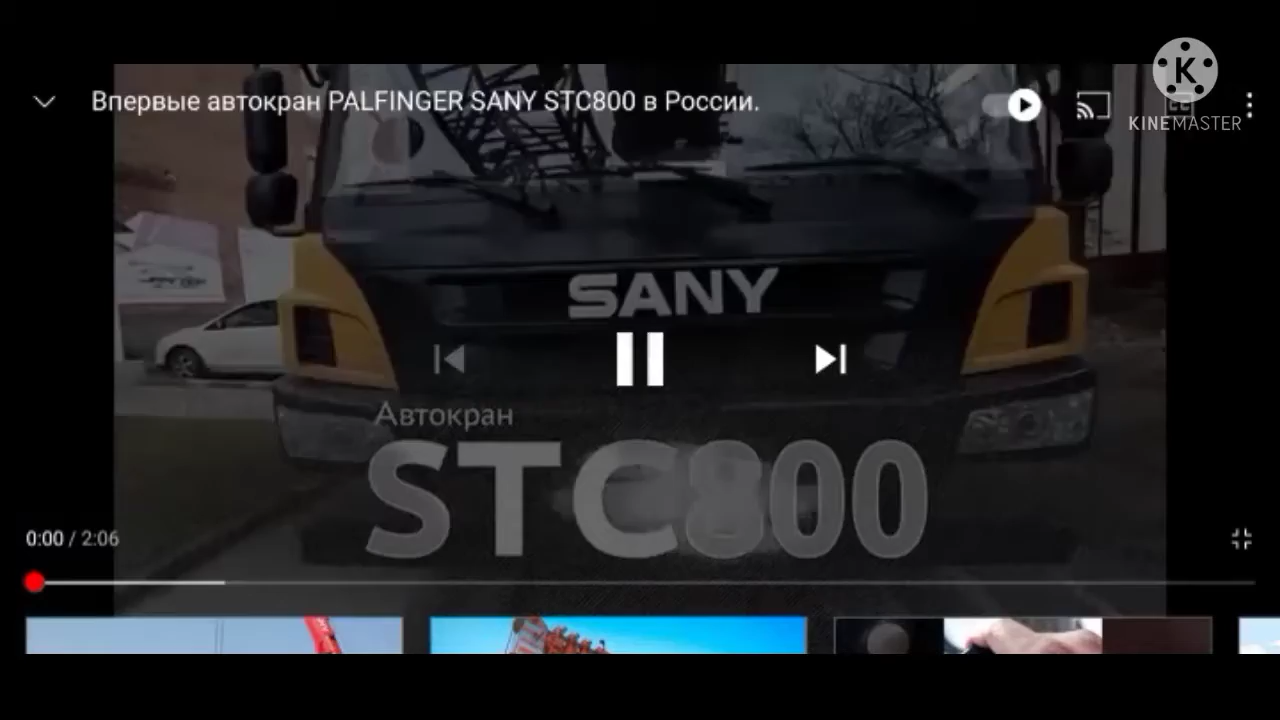 Впервые автокран PALFINGER SANY STC800 в России.
KINEMASTER
SANY
Автокран
STC800
0:00 / 2:06